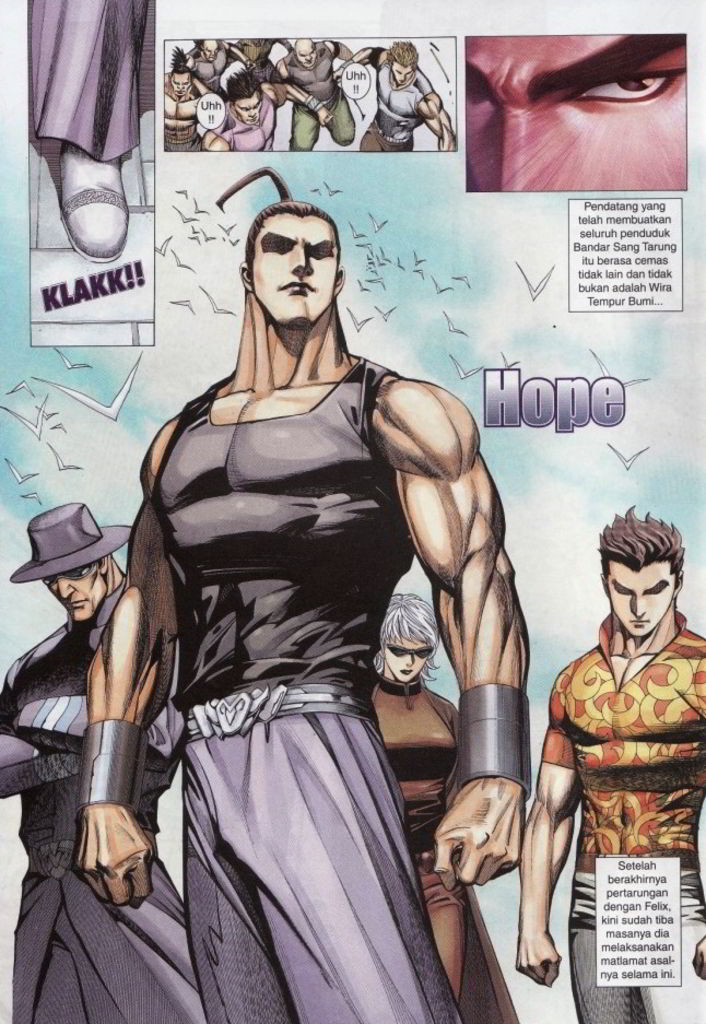 Uhh
!!
Uhh
!!
KLAKK!!
Pendatang yang
telah membuatkan
seluruh penduduk
Bandar Sang Tarung
itu berasa cemas
tidak lain dan tidak
bukan adalah Wira
Tempur Bumi...
Hope
Setelah
berakhirnya
pertarungan
dengan Felix,
kini sudah tiba
masanya dia
melaksanakan
matlamat asal-
nya selama ini.